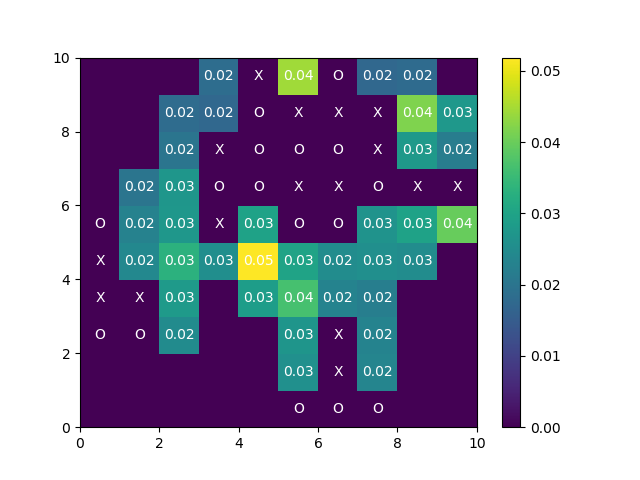 10
0.02 X 0.04 O 0.02 0.02
0.05
0.02 0.02 O X X X 0.04 0.03
8
0.04
0.02 X O O O X 0.03 0.02
0.02 0.03 O O X X O X X
6
0.03
O 0.02 0.03 X 0.03 O O 0.03 0.03 0.04
X 0.02 0.03 0.03 0.05 0.03 0.02 0.03 0.03
4
0.02
X X 0.03 0.03 0.04 0.02 0.02
O O 0.02 0.03 X 0.02
2
0.01
0.03 X 0.02
O O O
0
0.00
0 2 4 6 8 10